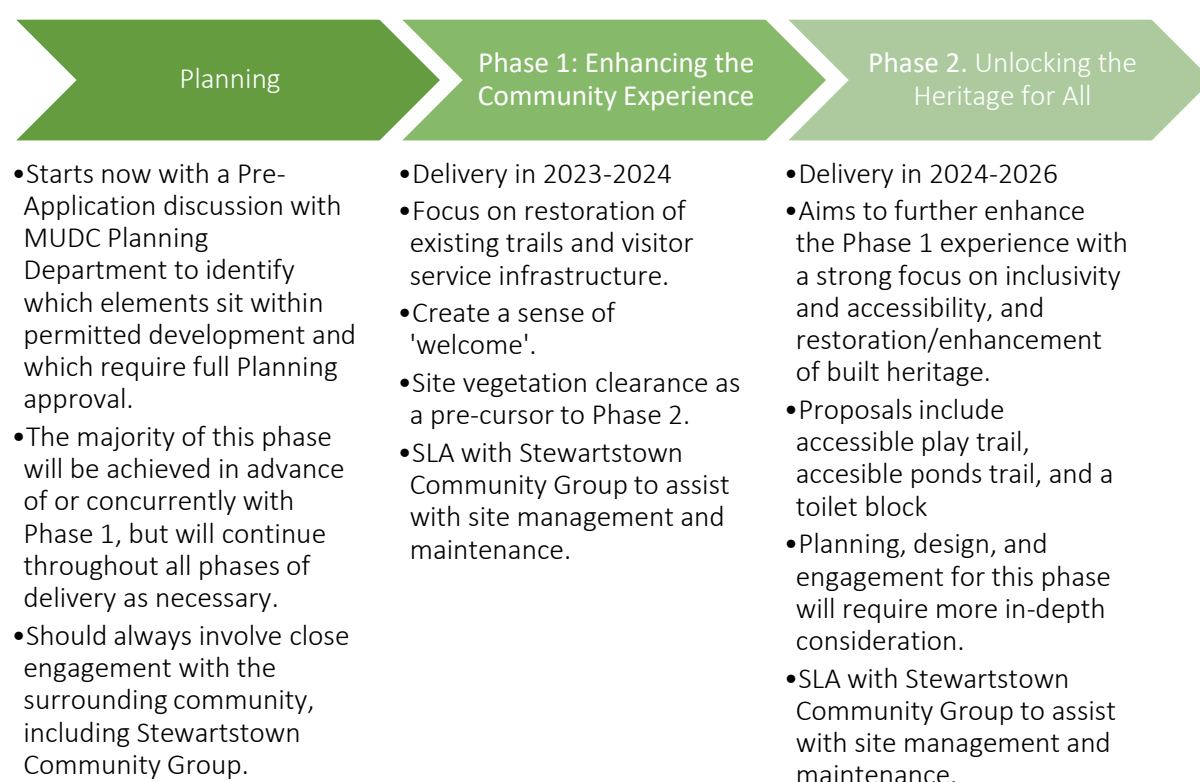 Planning
•Starts now with a Pre-
Application discussion with
MUDC Planning
Department to identify
which elements sit within
permitted development and
which require full Planning
approval.
•The majority of this phase
will be achieved in advance
of or concurrently with
Phase 1, but will continue
throughout all phases of
delivery as necessary.
•Should always involve close
engagement with the
surrounding community,
including Stewartstown
Community Group.
Phase 1: Enhancing the
Community Experience
•Delivery in 2023-2024
•Focus on restoration of
existing trails and visitor
service infrastructure.
•Create a sense of
'welcome'.
•Site vegetation clearance as
a pre-cursor to Phase 2.
•SLA with Stewartstown
Community Group to assist
with site management and
maintenance.
Phase 2. Unlocking the
Heritage for All
•Delivery in 2024-2026
•Aims to further enhance
the Phase 1 experience with
a strong focus on inclusivity
and accessibility, and
restoration/enhancement
of built heritage.
•Proposals include
accessible play trail,
accesible ponds trail, and a
toilet block
•Planning, design, and
engagement for this phase
will require more in-depth
consideration.
•SLA with Stewartstown
Community Group to assist
with site management and
maintenance.